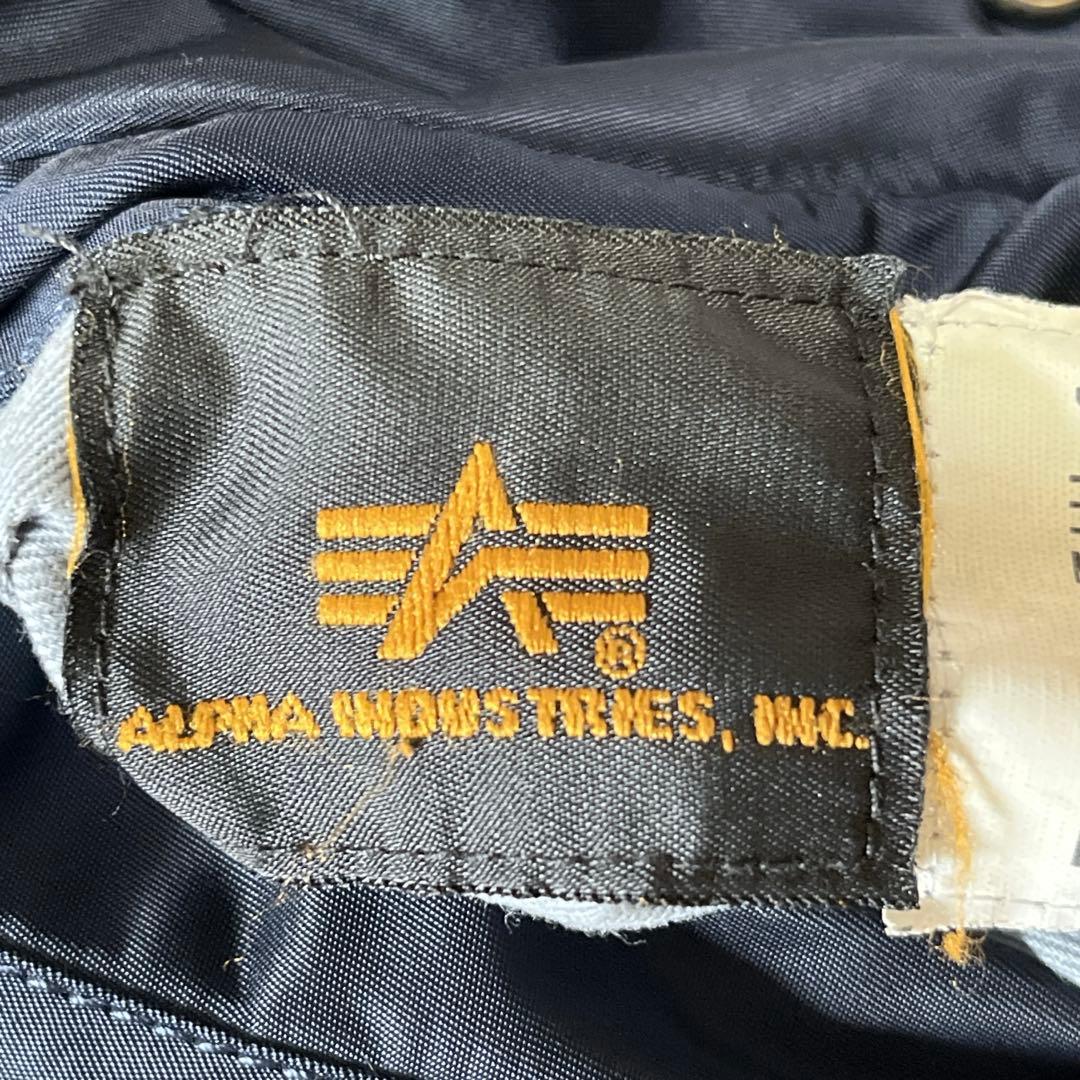 ®
ALPHA INDUSTRIES, INC.